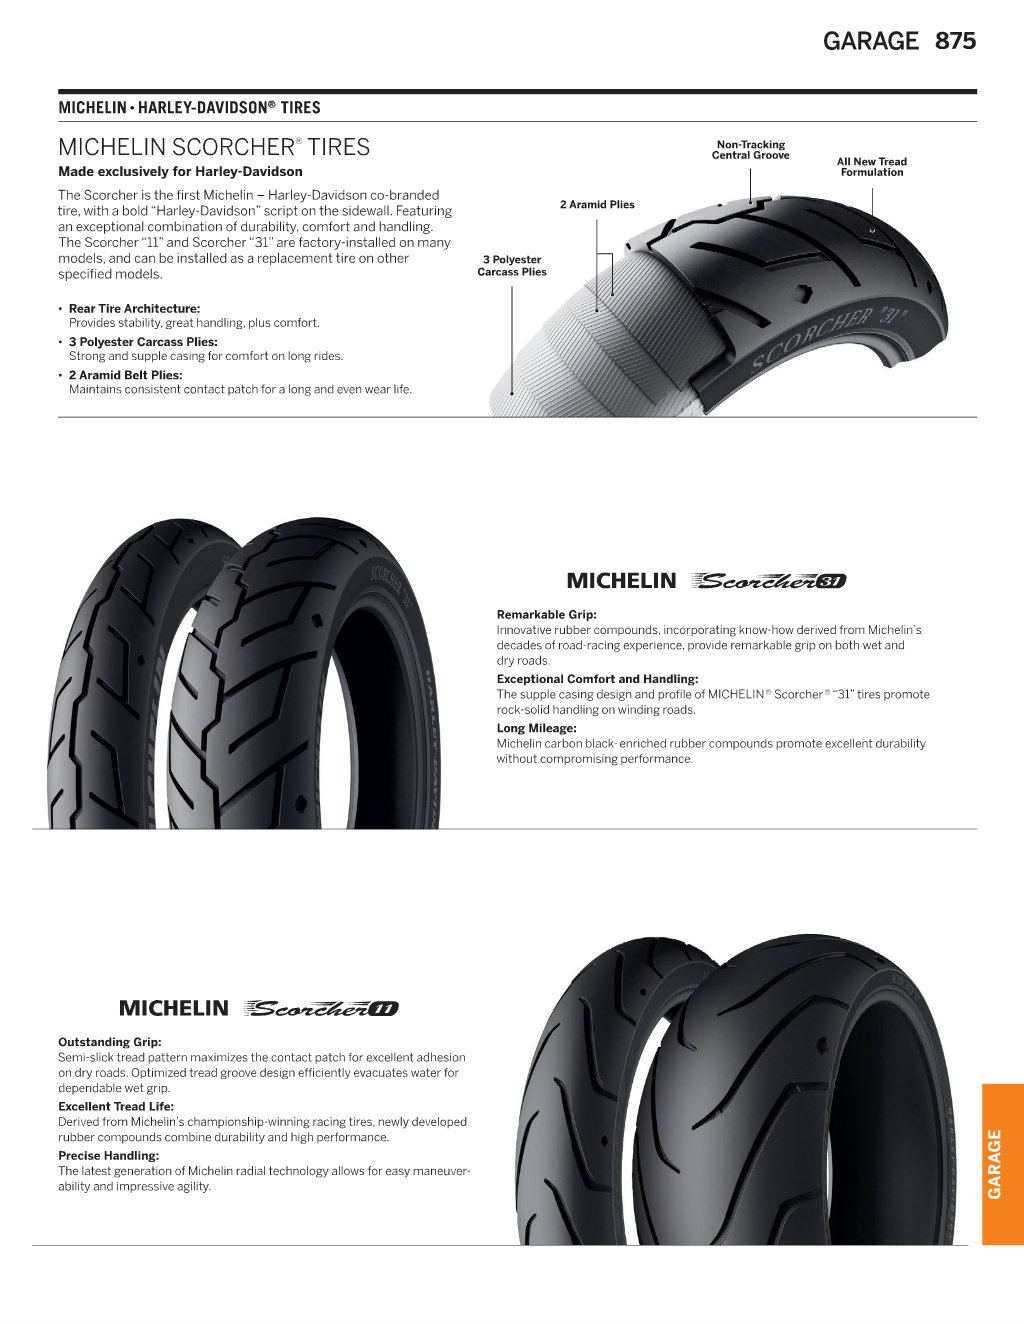 GARAGE 875
MICHELIN • HARLEY-DAVIDSON® TIRES
MICHELIN SCORCHER® TIRES
Made exclusively for Harley-Davidson
The Scorcher is the first Michelin – Harley-Davidson co-branded
tire, with a bold “Harley-Davidson” script on the sidewall. Featuring
an exceptional combination of durability, comfort and handling.
The Scorcher “11” and Scorcher “31” are factory-installed on many
models, and can be installed as a replacement tire on other
specified models.
• Rear Tire Architecture:
Provides stability, great handling, plus comfort.
• 3 Polyester Carcass Plies:
Strong and supple casing for comfort on long rides.
• 2 Aramid Belt Plies:
Maintains consistent contact patch for a long and even wear life.
Non-Tracking
Central Groove
All New Tread
Formulation
2 Aramid Plies
3 Polyester
Carcass Plies
SCORCHER "31"
SCORCHER "31"
HARLEY-DAVIDSON
MICHELIN Scorcher 31
Remarkable Grip:
Innovative rubber compounds, incorporating know-how derived from Michelin’s
decades of road-racing experience, provide remarkable grip on both wet and
dry roads.
Exceptional Comfort and Handling:
The supple casing design and profile of MICHELIN® Scorcher® “31” tires promote
rock-solid handling on winding roads.
Long Mileage:
Michelin carbon black-enriched rubber compounds promote excellent durability
without compromising performance.
MICHELIN Scorcher 11
Outstanding Grip:
Semi-slick tread pattern maximizes the contact patch for excellent adhesion
on dry roads. Optimized tread groove design efficiently evacuates water for
dependable wet grip.
Excellent Tread Life:
Derived from Michelin’s championship-winning racing tires, newly developed
rubber compounds combine durability and high performance.
Precise Handling:
The latest generation of Michelin radial technology allows for easy maneuver-
ability and impressive agility.
SCORCHER
HARLEY-DAVIDSON
GARAGE